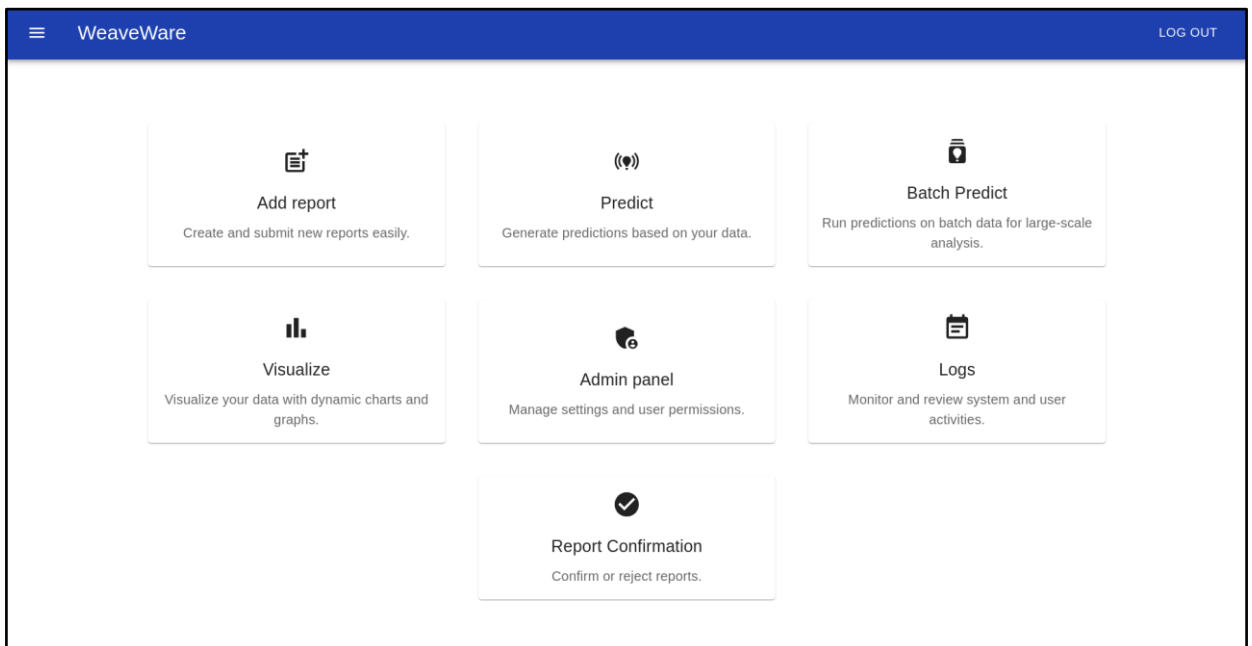 WeaveWare
LOG OUT
Add report
Create and submit new reports easily.
Predict
Generate predictions based on your data.
Batch Predict
Run predictions on batch data for large-scale
analysis.
Visualize
Visualize your data with dynamic charts and
graphs.
Admin panel
Manage settings and user permissions.
Logs
Monitor and review system and user
activities.
Report Confirmation
Confirm or reject reports.